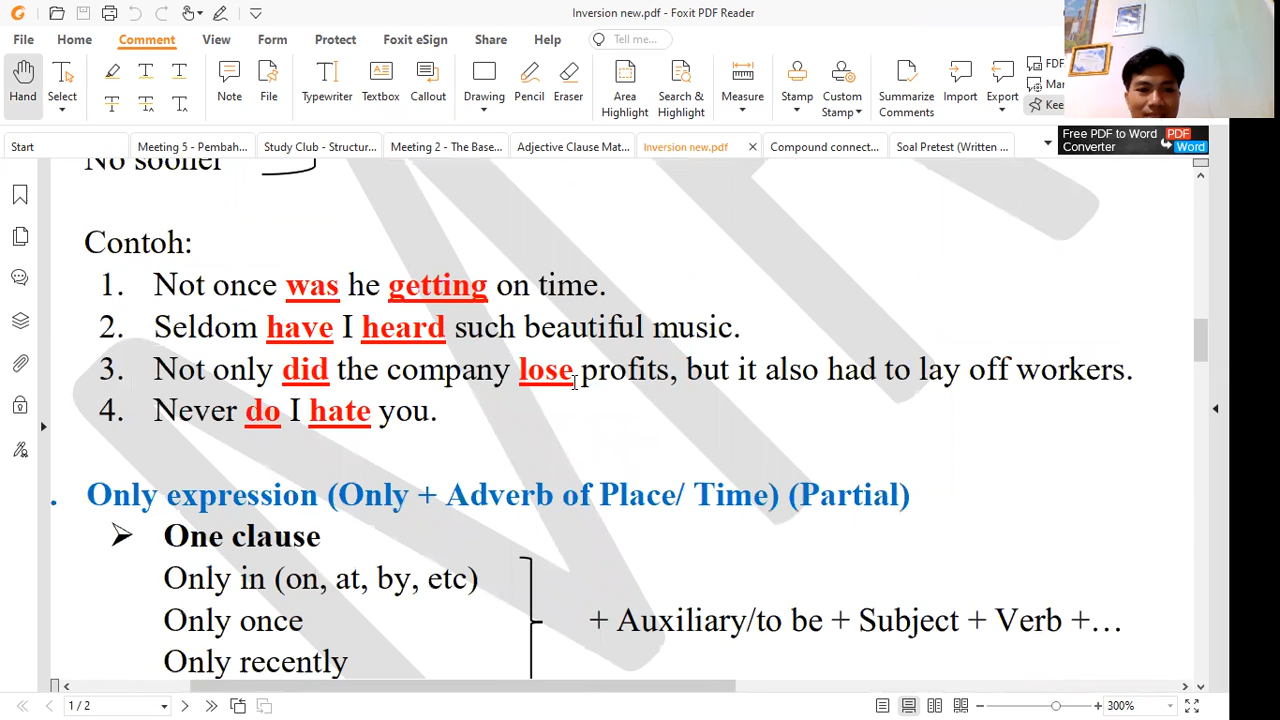 Inversion new.pdf - Foxit PDF Reader
File Home Comment View Form Protect Foxit eSign Share Help Tell me...
Hand Select Note File Typewriter Textbox Callout Drawing Pencil Eraser Area Highlight Search & Highlight Measure Stamp Custom Stamp Summarize Comments Import Export FDF Kee
Start Meeting 5 - Pembah... Study Club - Structur... Meeting 2 - The Base... Adjective Clause Mat... Inversion new.pdf Compound connect... Soal Pretest (Written ...
Free PDF to Word Converter PDF Word
No sooner
Contoh:
1. Not once was he getting on time.
2. Seldom have I heard such beautiful music.
3. Not only did the company lose profits, but it also had to lay off workers.
4. Never do I hate you.
. Only expression (Only + Adverb of Place/ Time) (Partial)
One clause
Only in (on, at, by, etc)
Only once
+ Auxiliary/to be + Subject + Verb +…
Only recently
1 / 2
300%